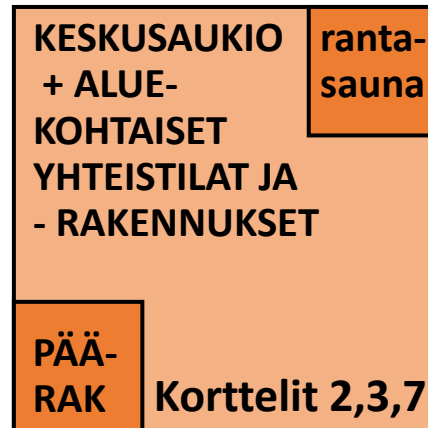 KESKUSAUKIO
+ ALUE-
KOHTAISET
YHTEISTILAT JA
- RAKENNUKSET
ranta-
sauna
PÄÄ-
RAK
Korttelit 2,3,7